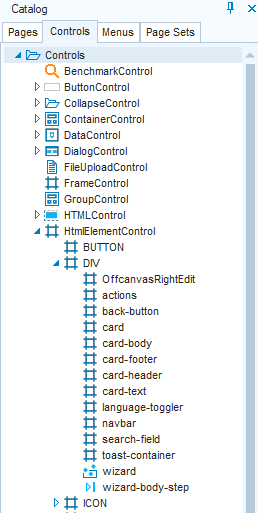 Catalog
Pages Controls Menus Page Sets
Controls
BenchmarkControl
ButtonControl
CollapseControl
ContainerControl
DataControl
DialogControl
FileUploadControl
FrameControl
GroupControl
HTMLControl
HtmlElementControl
BUTTON
DIV
OffcanvasRightEdit
actions
back-button
card
card-body
card-footer
card-header
card-text
language-toggler
navbar
search-field
toast-container
wizard
wizard-body-step
ICON